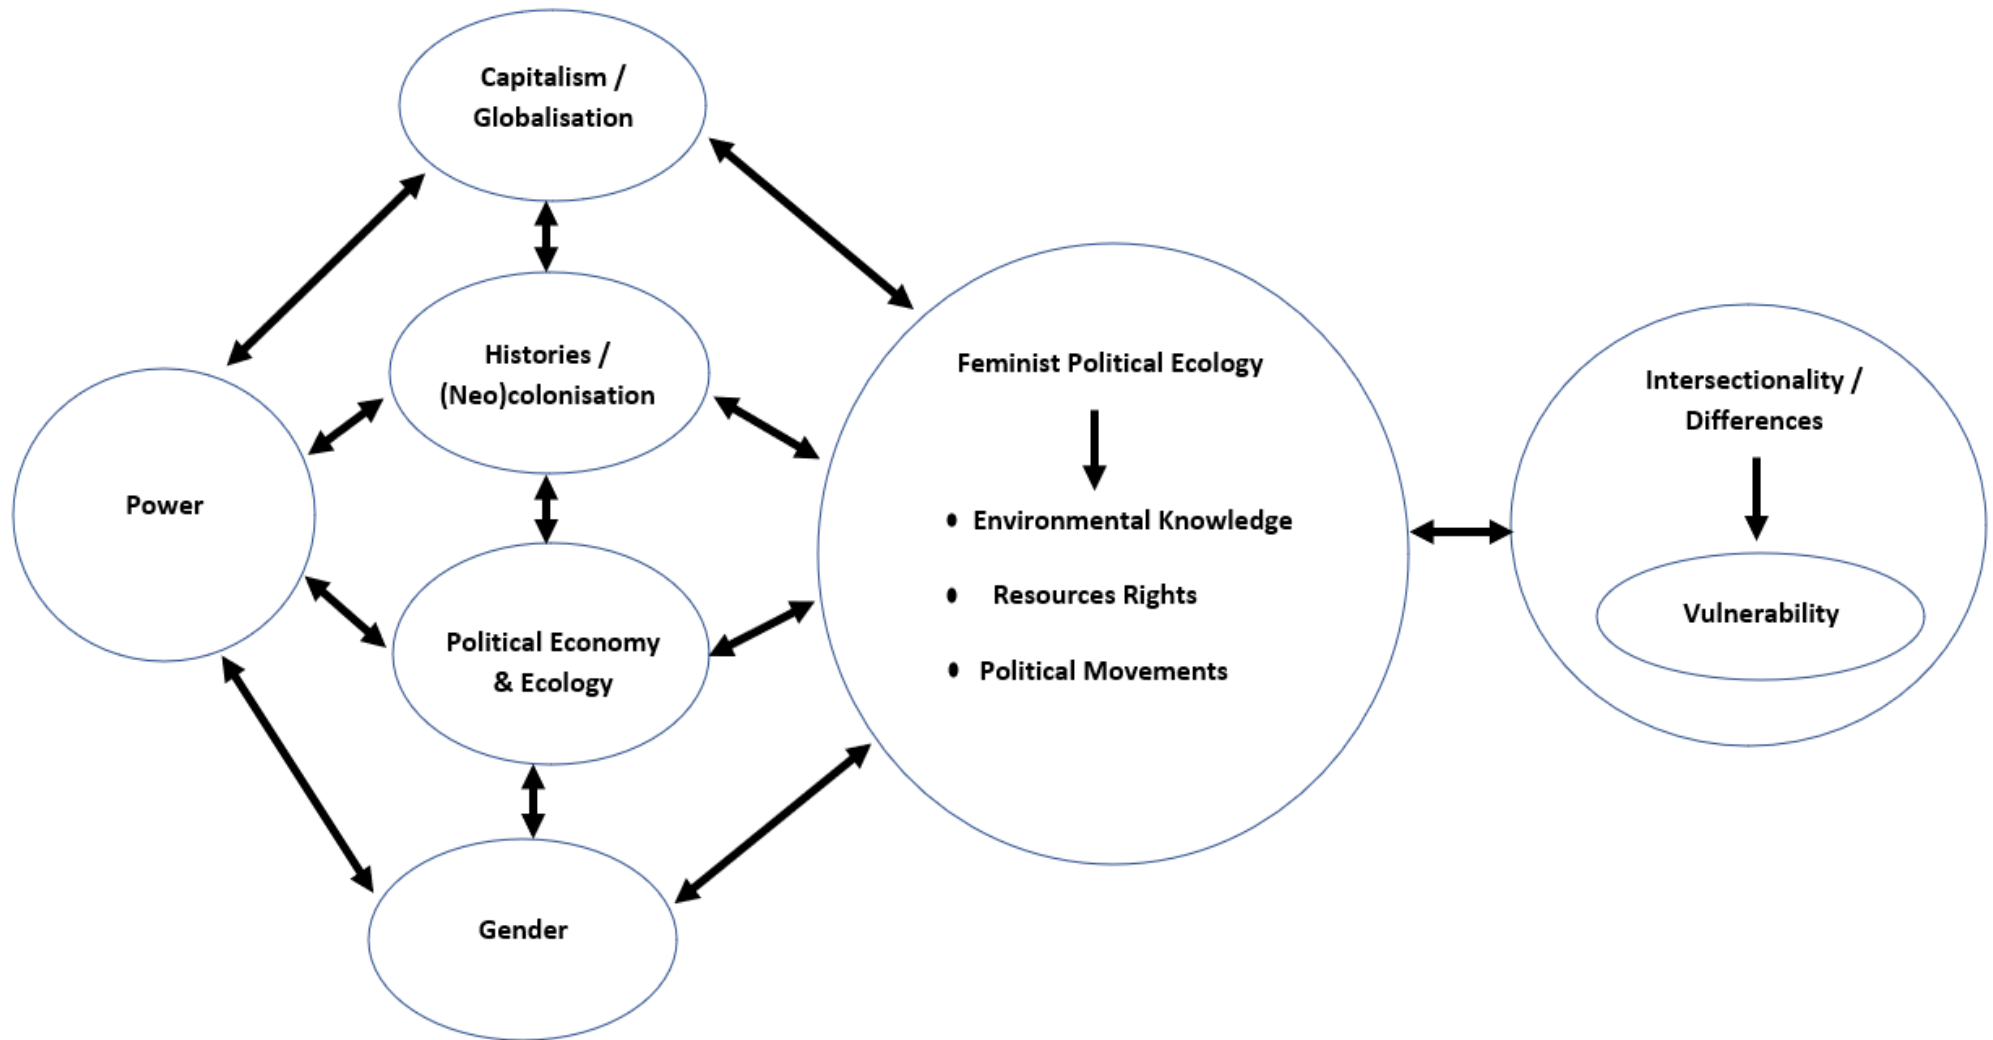 Capitalism /
Globalisation
Histories /
(Neo)colonisation
Power
Political Economy
& Ecology
Gender
Feminist Political Ecology
• Environmental Knowledge
• Resources Rights
• Political Movements
Intersectionality /
Differences
Vulnerability